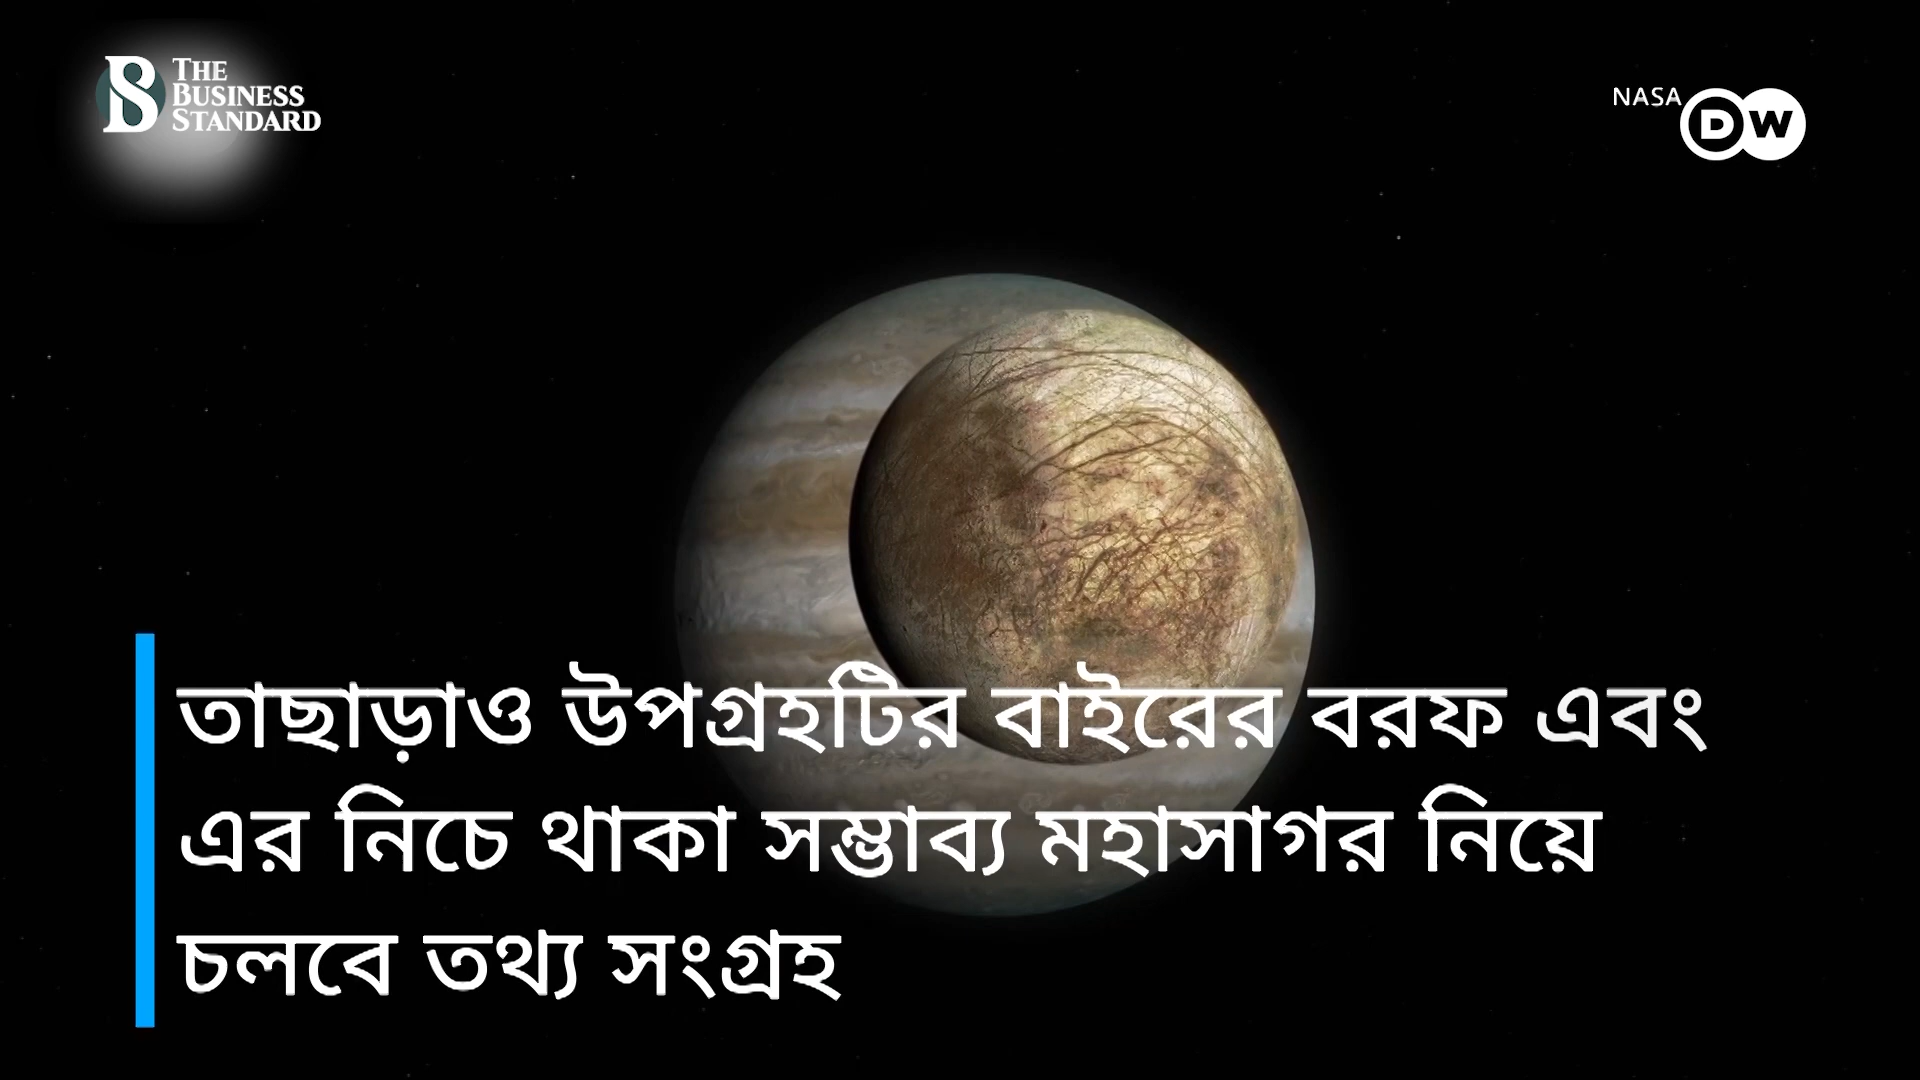 THE
BUSINESS
STANDARD
NASA
DW
তাছাড়াও উপগ্রহটির বাইরের বরফ এবং
এর নিচে থাকা সম্ভাব্য মহাসাগর নিয়ে
চলবে তথ্য সংগ্রহ